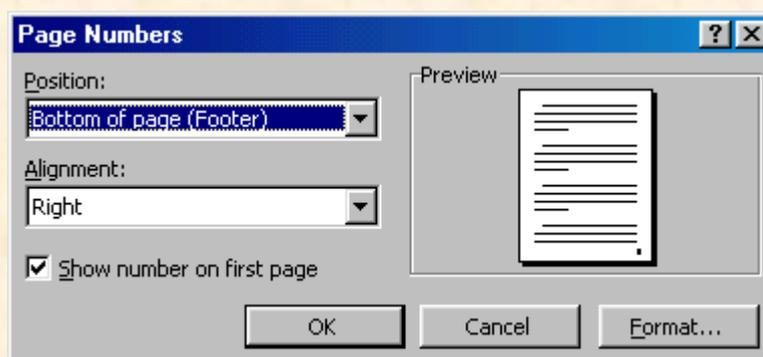 Page Numbers
Position:
Bottom of page (Footer)
Alignment:
Right
Show number on first page
Preview
OK
Cancel
Format...